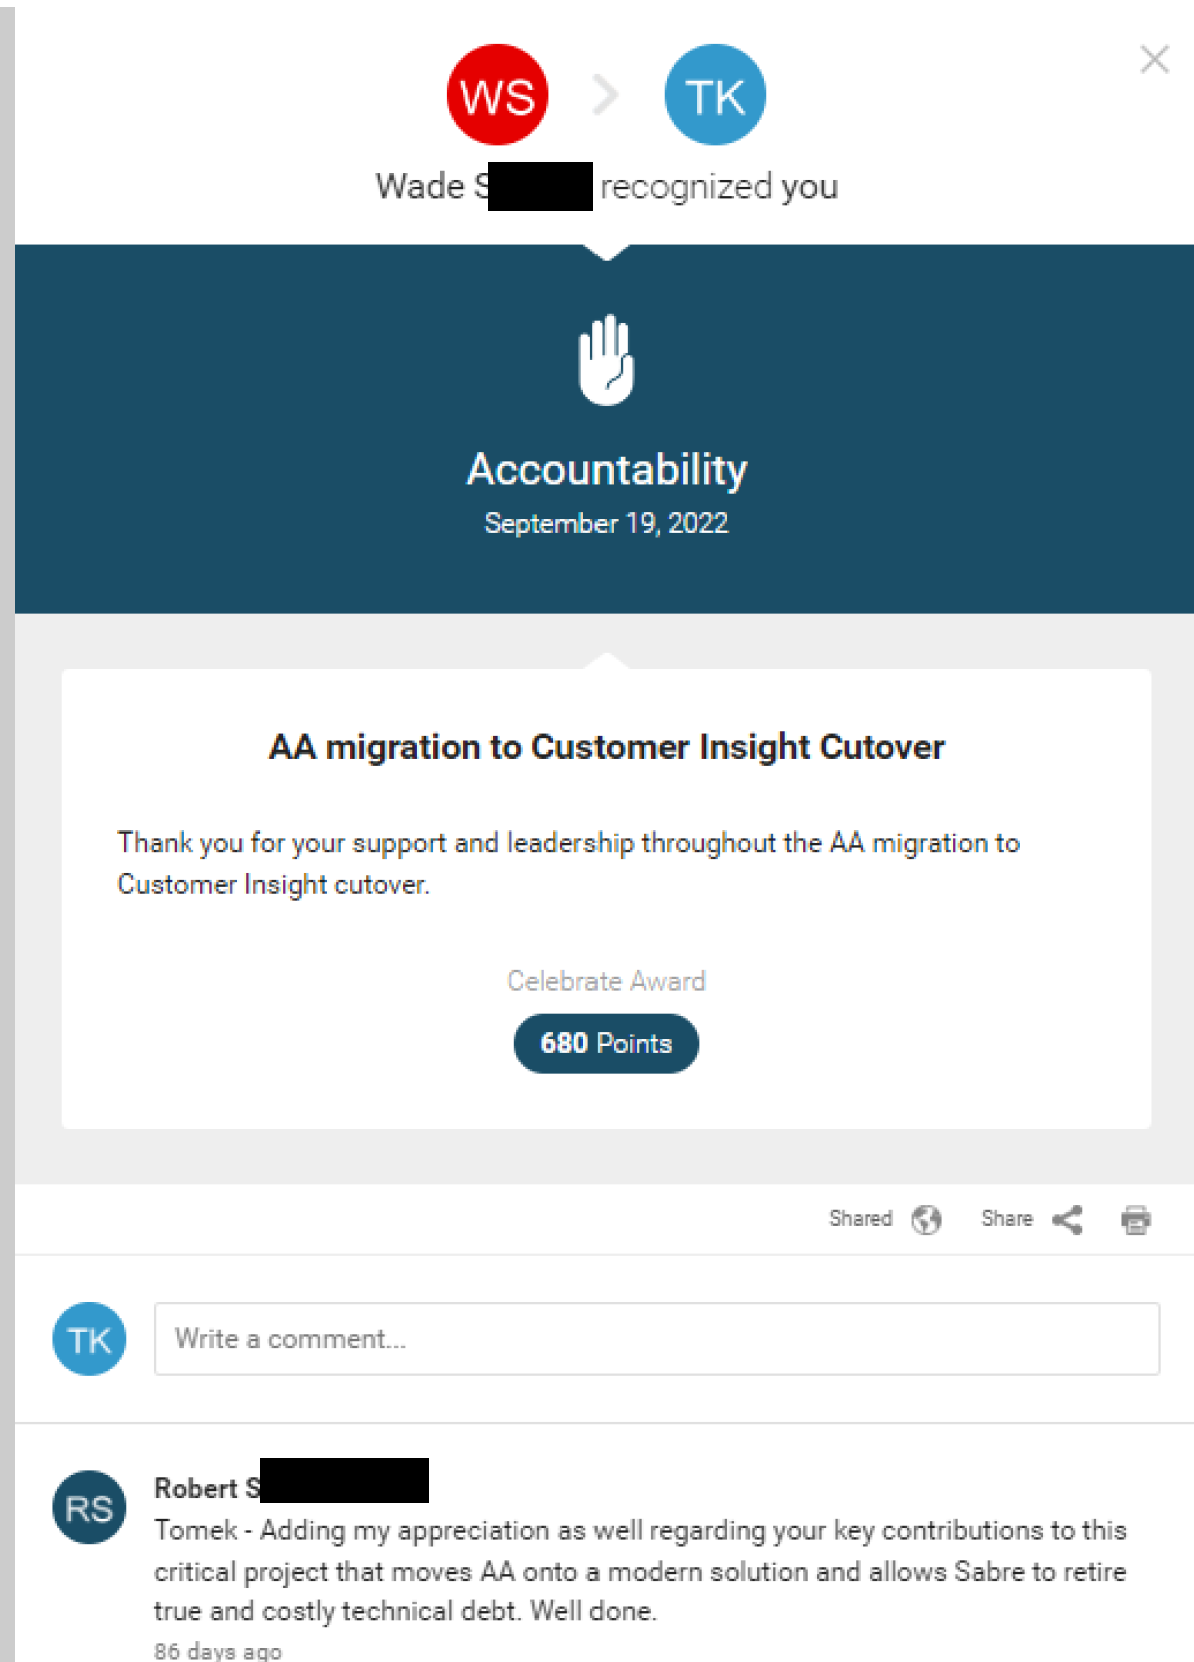 WS TK
Wade S recognized you
Accountability
September 19, 2022
AA migration to Customer Insight Cutover
Thank you for your support and leadership throughout the AA migration to
Customer Insight cutover.
Celebrate Award
680 Points
Shared Share
TK Write a comment...
RS Robert S
Tomek - Adding my appreciation as well regarding your key contributions to this
critical project that moves AA onto a modern solution and allows Sabre to retire
true and costly technical debt. Well done.
86 days ago